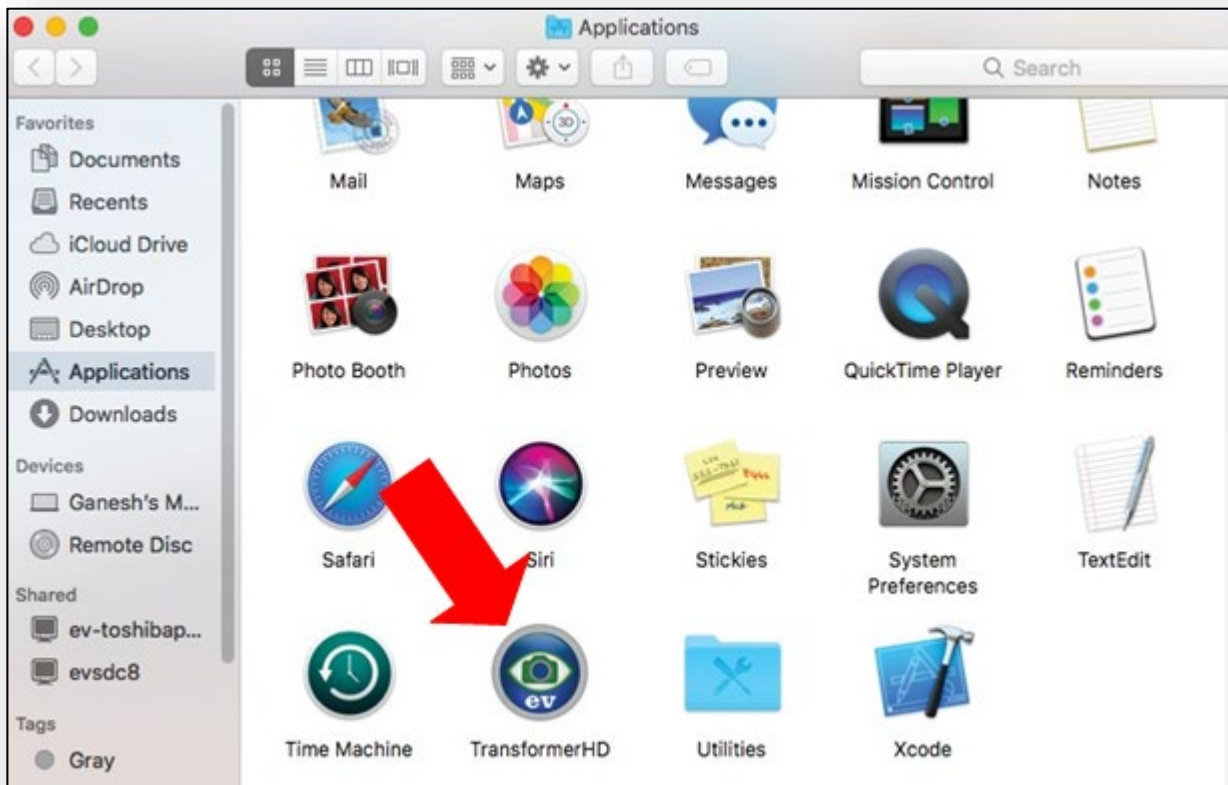 Applications
Search
Favorites
Documents
Recents
iCloud Drive
AirDrop
Desktop
Applications
Downloads
Devices
Ganesh's M...
Remote Disc
Shared
ev-toshibap...
evsdc8
Tags
Gray
3D
Mail
Maps
Messages
Mission Control
Notes
Photo Booth
Photos
Preview
QuickTime Player
Reminders
Safari
Siri
Stickies
System
Preferences
TextEdit
ev
Time Machine
TransformerHD
Utilities
Xcode